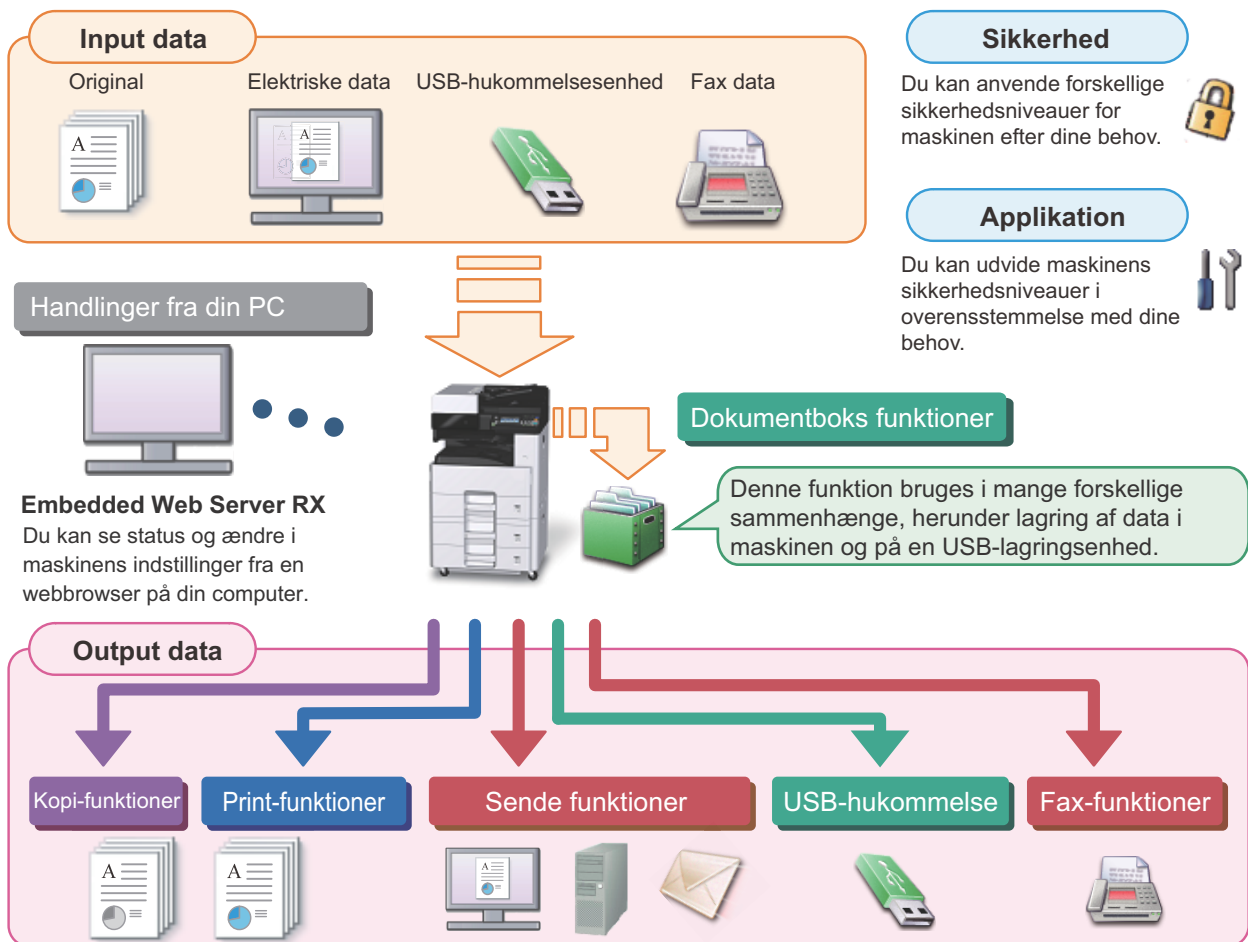 Input data
Original
Elektriske data
USB-hukommelsesenhed
Fax data
Sikkerhed
Du kan anvende forskellige
sikkerhedsniveauer for
maskinen efter dine behov.
Applikation
Du kan udvide maskinens
sikkerhedsniveauer i
overensstemmelse med dine
behov.
Handlinger fra din PC
Embedded Web Server RX
Du kan se status og ændre i
maskinens indstillinger fra en
webbrowser på din computer.
Dokumentboks funktioner
Denne funktion bruges i mange forskellige
sammenhænge, herunder lagring af data i
maskinen og på en USB-lagringsenhed.
Output data
Kopi-funktioner
Print-funktioner
Sende funktioner
USB-hukommelse
Fax-funktioner
A
A
A
A
A